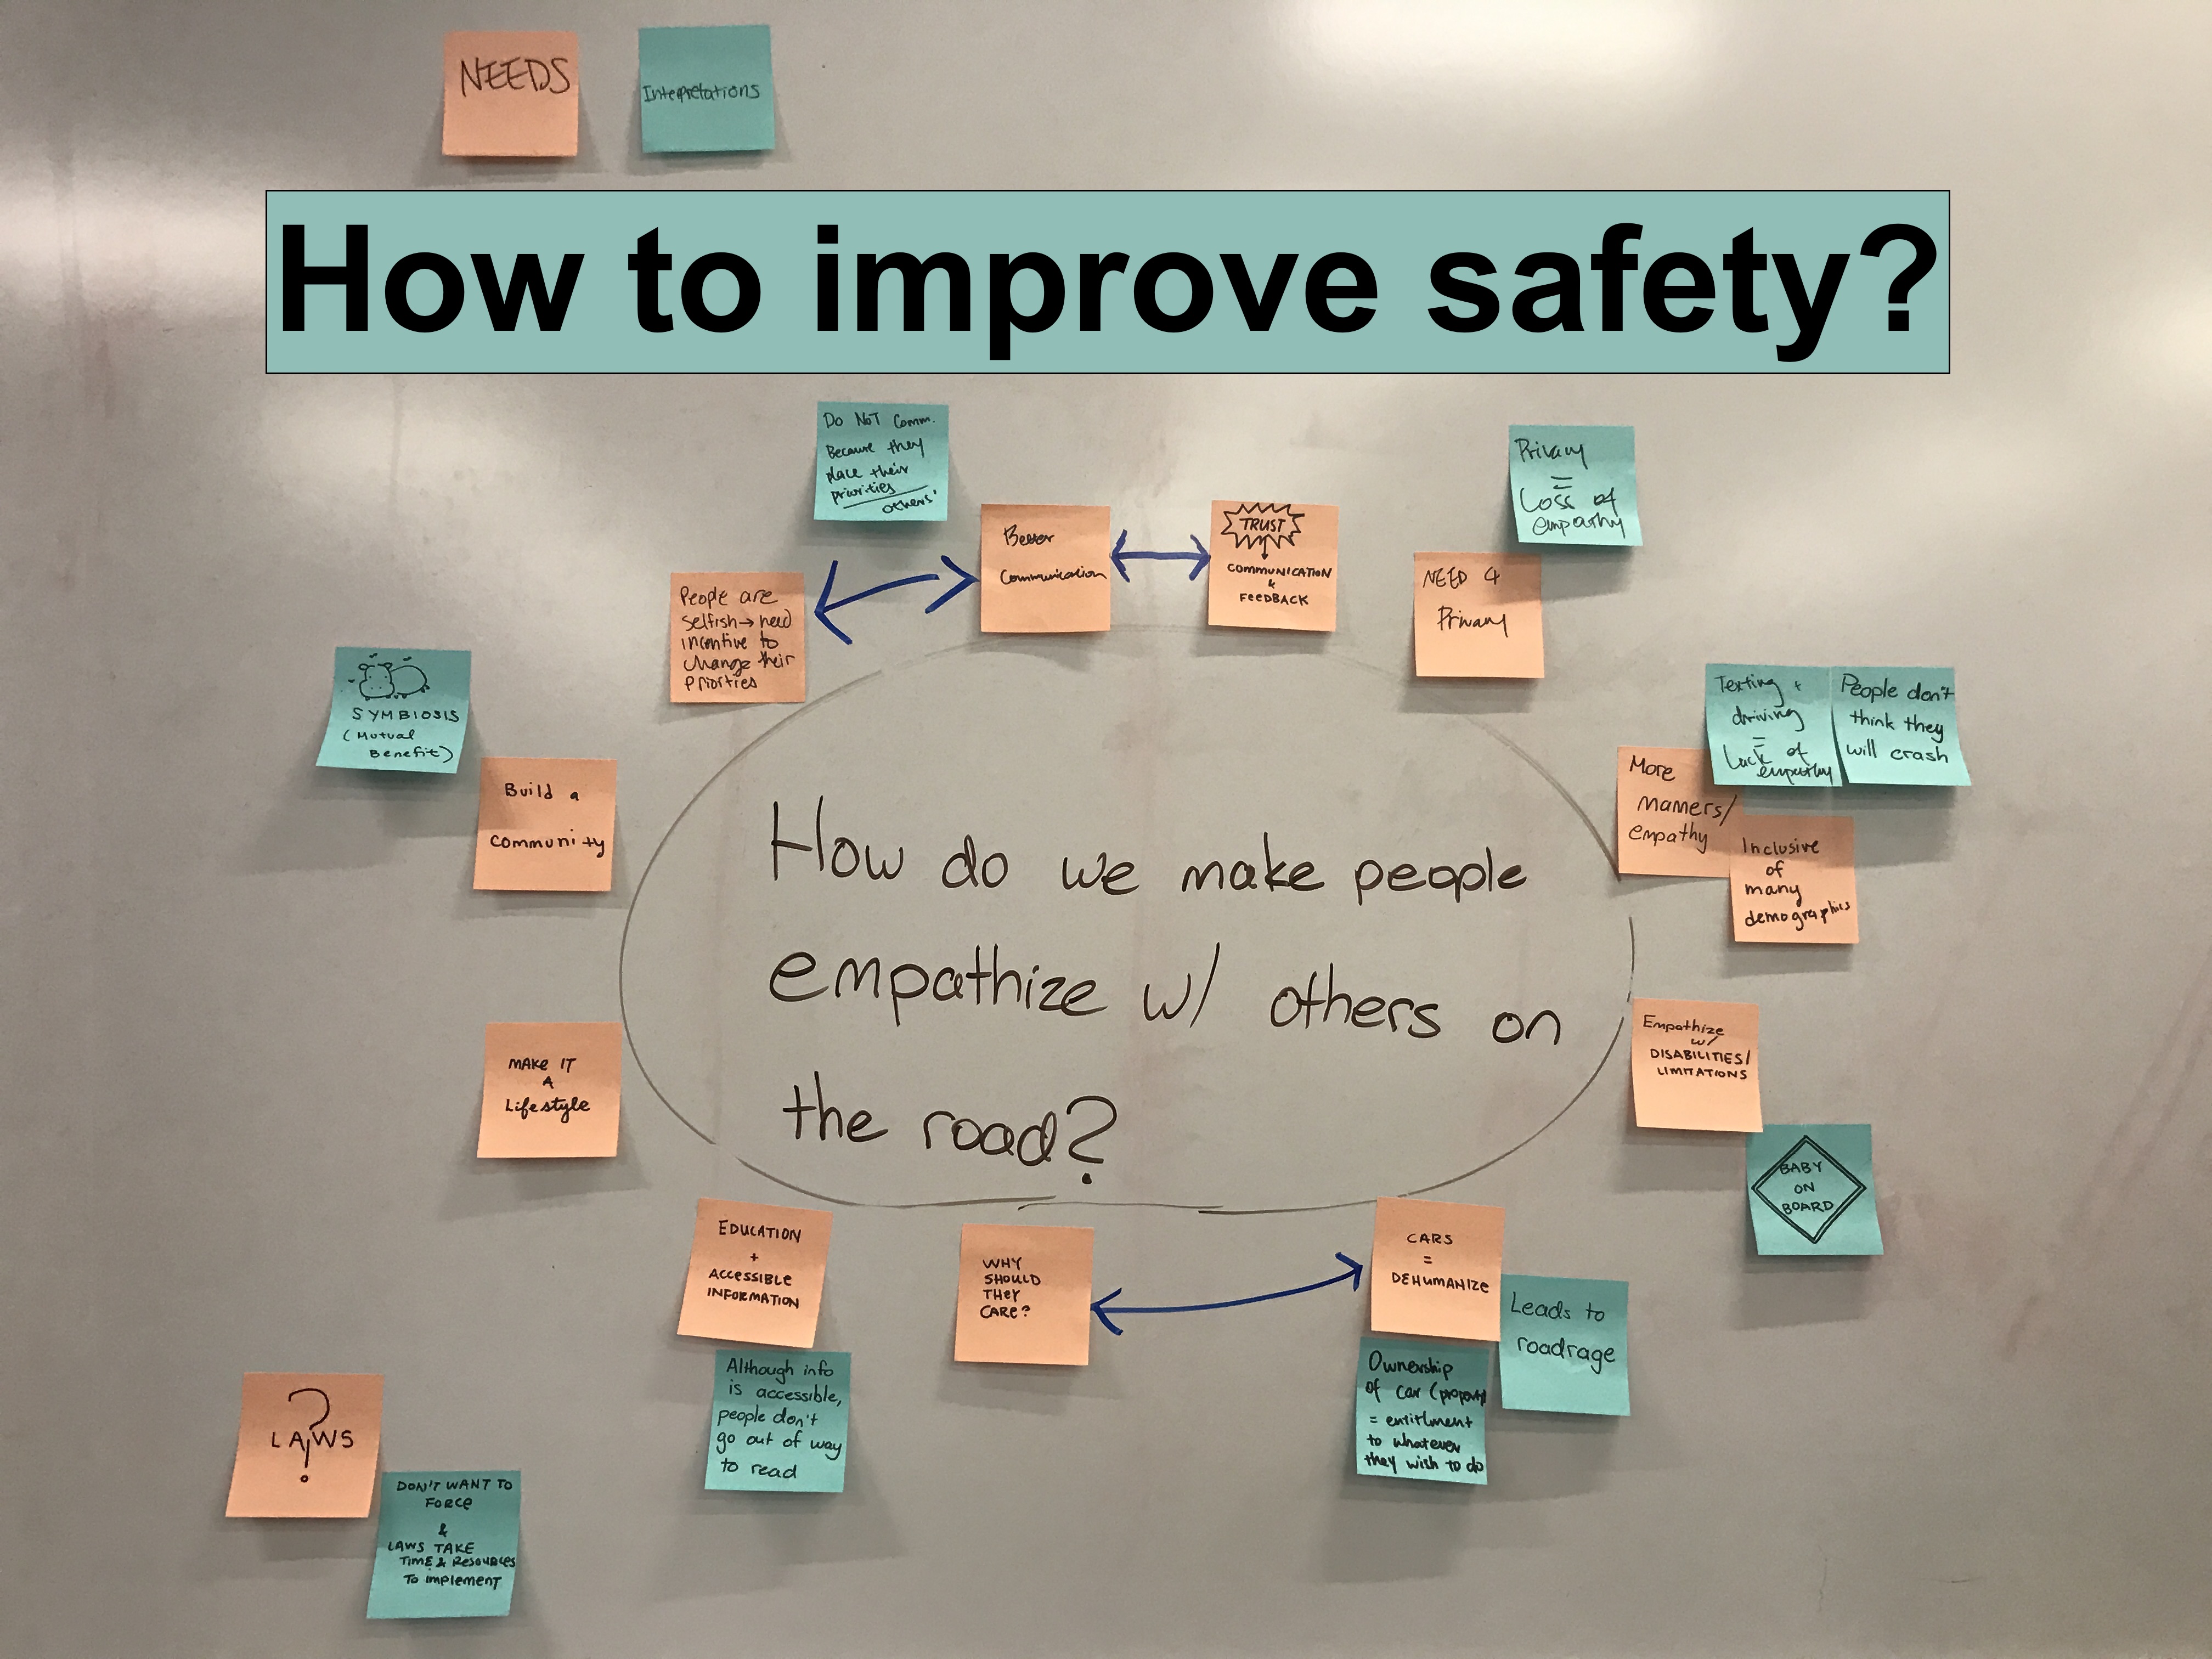 NEEDS
Interpretations
How to improve safety?
Do NOT Comm.
Because they
place their
priorities
others'
Better
Communication
TRUST
COMMUNICATION
&
FEEDBACK
Privacy
=
Loss of
empathy
NEED 4
Privacy
People are
selfish → need
incentive to
change their
priorties
SYMBIOSIS
(Mutual
Benefit)
Build a
community
Texting +
driving
=
Lack of
empathy
People don't
think they
will crash
More
manners/
empathy
Inclusive
of
many
demographics
How do we make people
empathize w/ others on
the road?
MAKE IT
A
Lifestyle
Empathize
w/
DISABILITIES/
LIMITATIONS
BABY
ON
BOARD
EDUCATION
+
ACCESSIBLE
INFORMATION
Although info
is accessible,
people don't
go out of way
to read
WHY
SHOULD
THEY
CARE?
CARS
=
DEHUMANIZE
Leads to
roadrage
Ownership
of car (property)
= entitlment
to whatever
they wish to do
?
LAWS
DON'T WANT TO
FORCE
&
LAWS TAKE
TIME & RESOURCES
TO implement